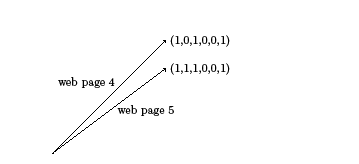 (1,0,1,0,0,1)
(1,1,1,0,0,1)
web page 4
web page 5